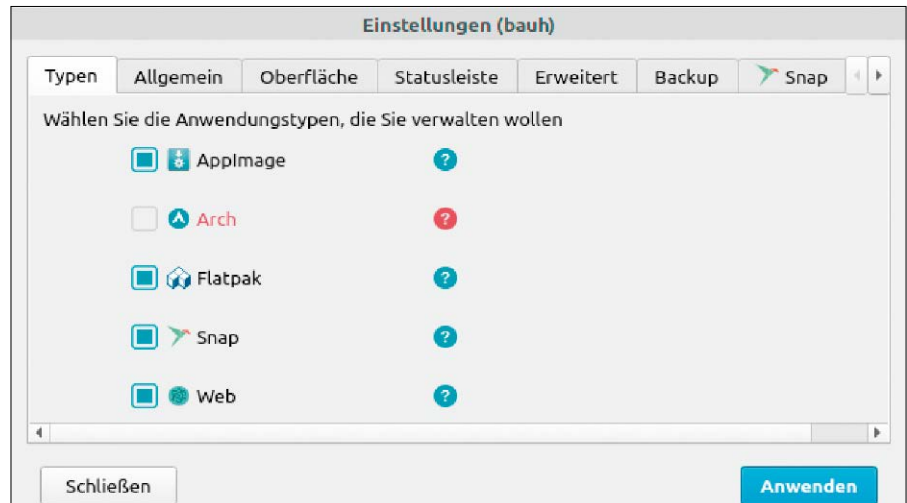 Einstellungen (bauh)
Typen Allgemein Oberfläche Statusleiste Erweitert Backup Snap
Wählen Sie die Anwendungstypen, die Sie verwalten wollen
AppImage ?
Arch ?
Flatpak ?
Snap ?
Web ?
Schließen Anwenden